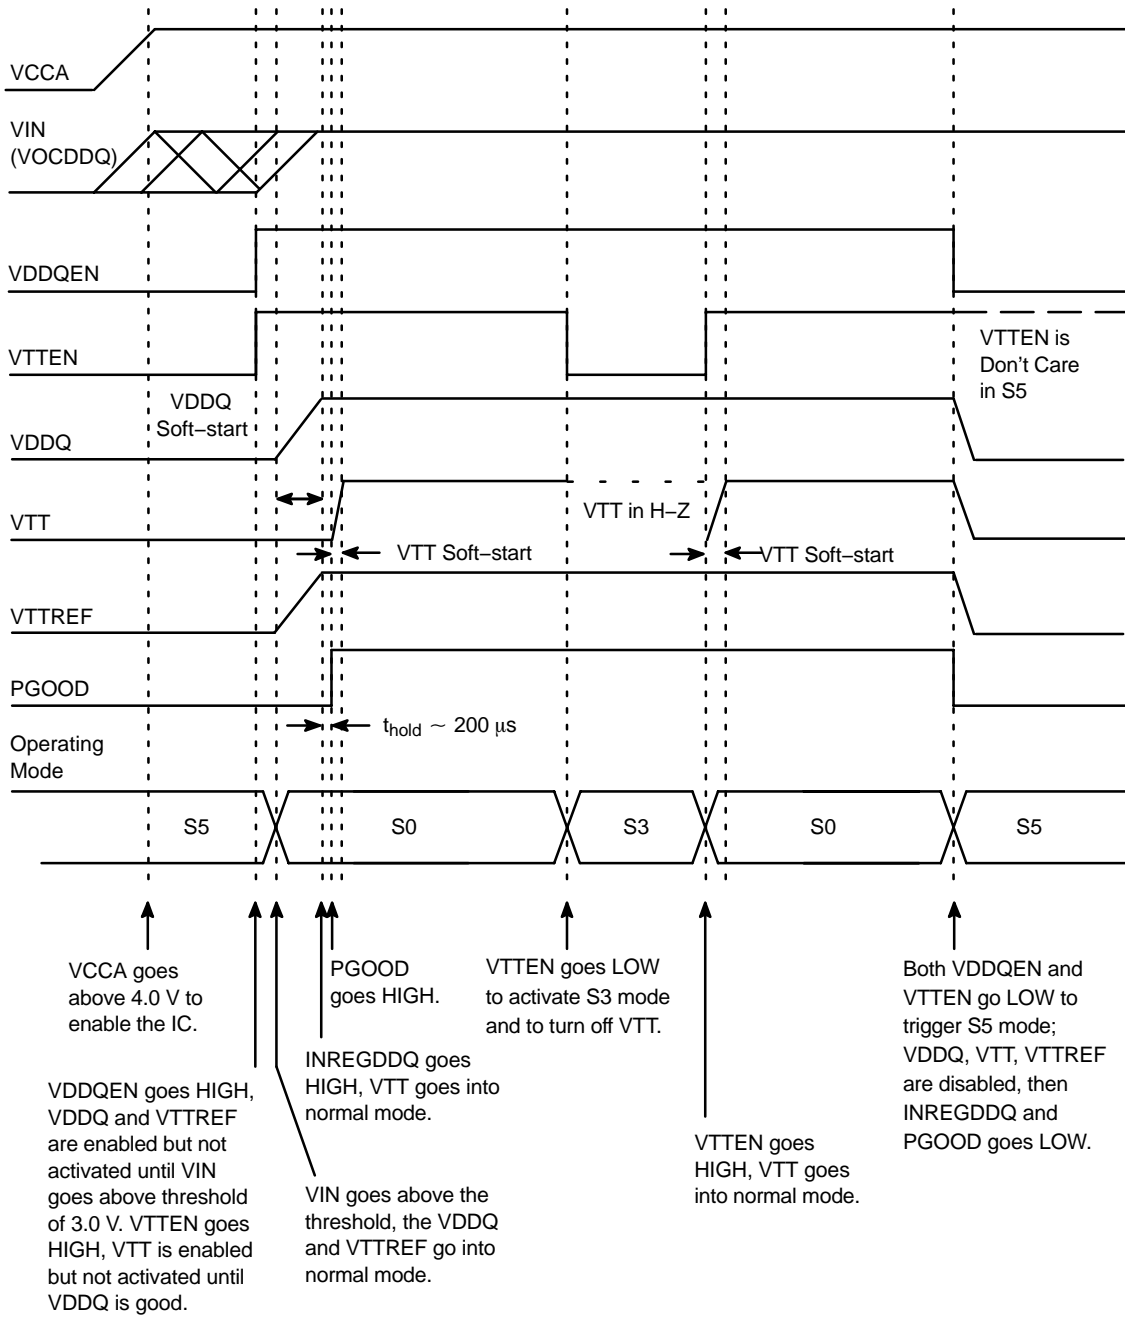 VCCA
VIN
(VOCDDQ)
VDDQEN
VTTEN
VTTEN is
Don't Care
in S5
VDDQ
Soft−start
VDDQ
VTT in H−Z
VTT
VTT Soft−start
VTT Soft−start
VTTREF
PGOOD
thold ~ 200 μs
Operating
Mode
S5
S0
S3
S0
S5
VCCA goes
above 4.0 V to
enable the IC.
PGOOD
goes HIGH.
VTTEN goes LOW
to activate S3 mode
and to turn off VTT.
Both VDDQEN and
VTTEN go LOW to
trigger S5 mode;
VDDQ, VTT, VTTREF
are disabled, then
INREGDDQ and
PGOOD goes LOW.
INREGDDQ goes
HIGH, VTT goes into
normal mode.
VDDQEN goes HIGH,
VDDQ and VTTREF
are enabled but not
activated until VIN
goes above threshold
of 3.0 V. VTTEN goes
HIGH, VTT is enabled
but not activated until
VDDQ is good.
VIN goes above the
threshold, the VDDQ
and VTTREF go into
normal mode.
VTTEN goes
HIGH, VTT goes
into normal mode.